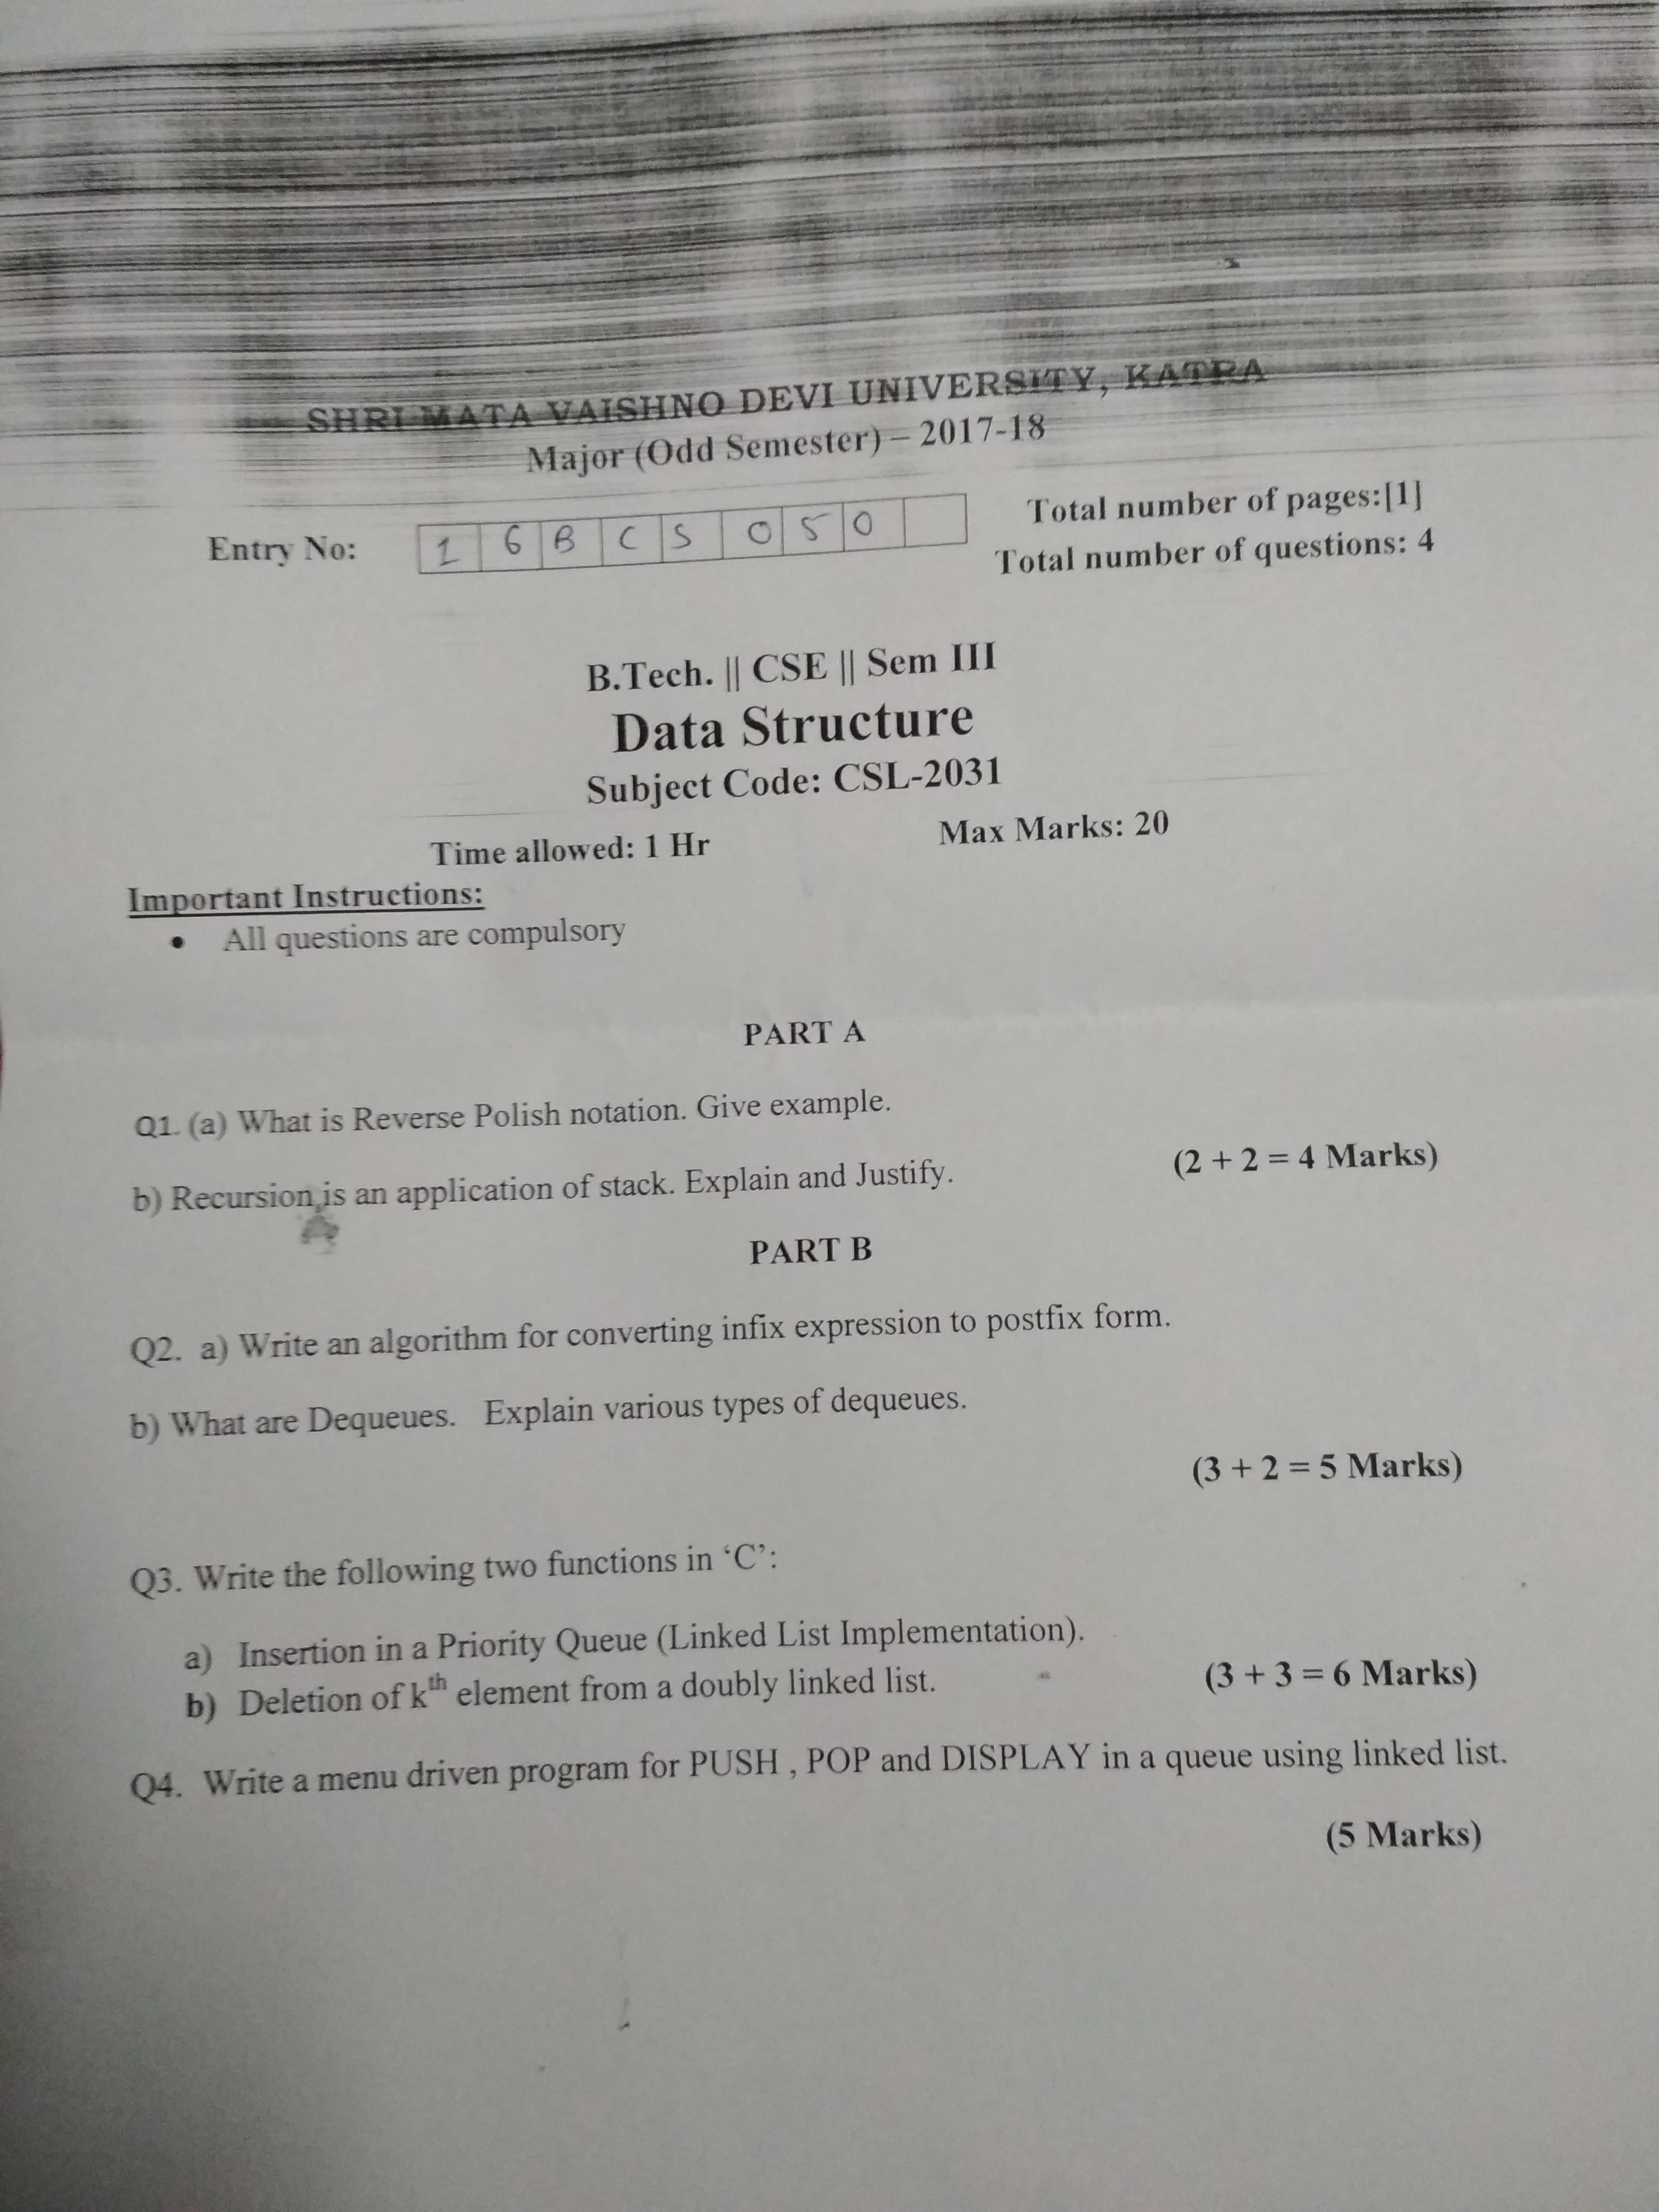 SHRI MATA VAISHNO DEVI UNIVERSITY, KATRA
Major (Odd Semester) – 2017-18
Entry No: 1 6 B C S 0 5 0
Total number of pages:[1]
Total number of questions: 4
B.Tech. || CSE || Sem III
Data Structure
Subject Code: CSL-2031
Time allowed: 1 Hr Max Marks: 20
Important Instructions:
• All questions are compulsory
PART A
Q1. (a) What is Reverse Polish notation. Give example.
b) Recursion is an application of stack. Explain and Justify.
(2 + 2 = 4 Marks)
PART B
Q2. a) Write an algorithm for converting infix expression to postfix form.
b) What are Dequeues. Explain various types of dequeues.
(3 + 2 = 5 Marks)
Q3. Write the following two functions in ‘C’:
a) Insertion in a Priority Queue (Linked List Implementation).
b) Deletion of kth element from a doubly linked list.
(3 + 3 = 6 Marks)
Q4. Write a menu driven program for PUSH , POP and DISPLAY in a queue using linked list.
(5 Marks)